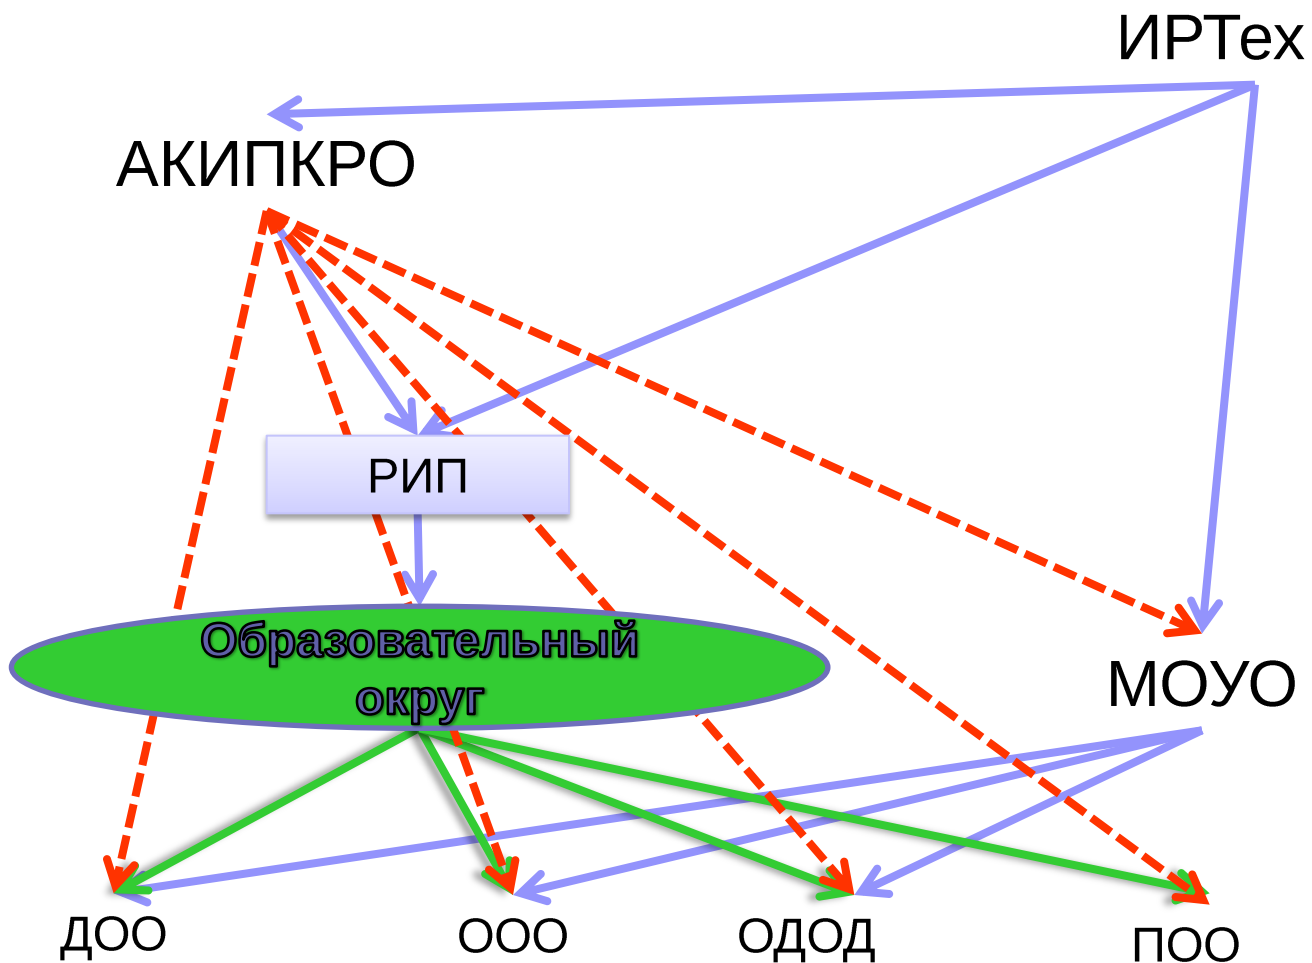 ИРТех
АКИПКРО
РИП
Образовательный
округ
МОУО
ДОО
ООО
ОДОД
ПОО